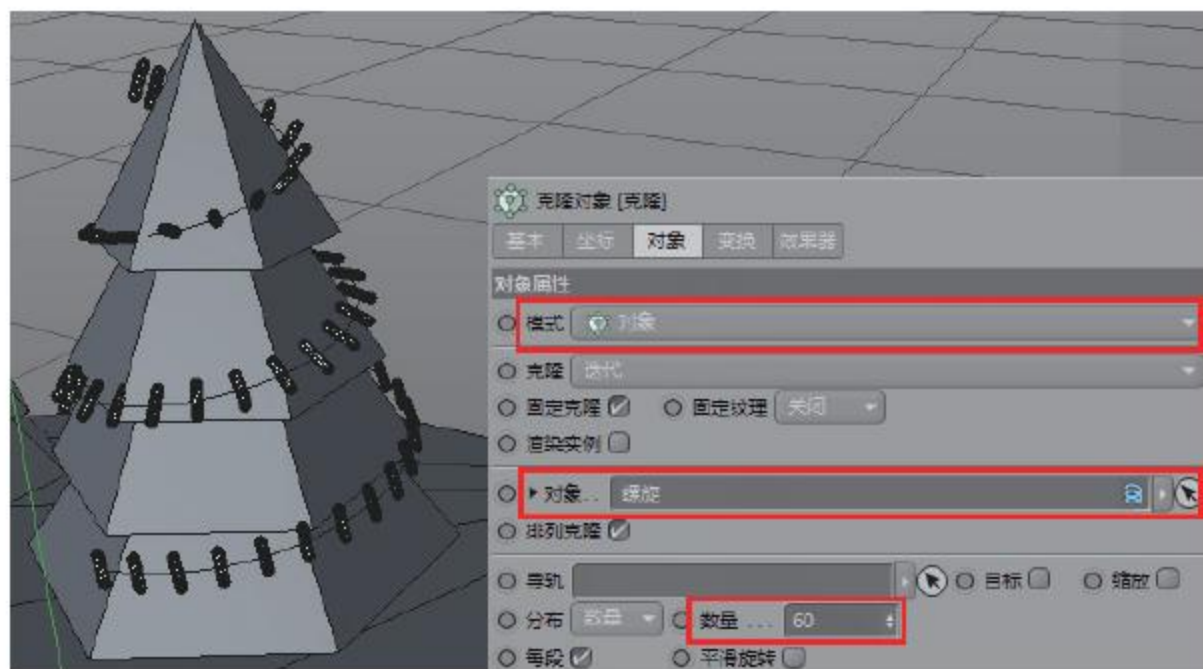 克隆对象 [克隆]
基本 坐标 对象 变换 效果器
对象属性
模式 对象
克隆 迭代
固定克隆 固定纹理 关闭
渲染实例
对象 . . 螺旋
排列克隆
导轨 目标 缩放
分布 数量 数量 . . . 60
每段 平滑旋转